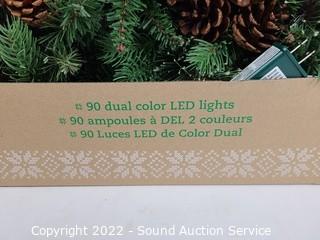 90 dual color LED lights
90 ampoules à DEL 2 couleurs
90 Luces LED de Color Dual
Copyright 2022 - Sound Auction Service